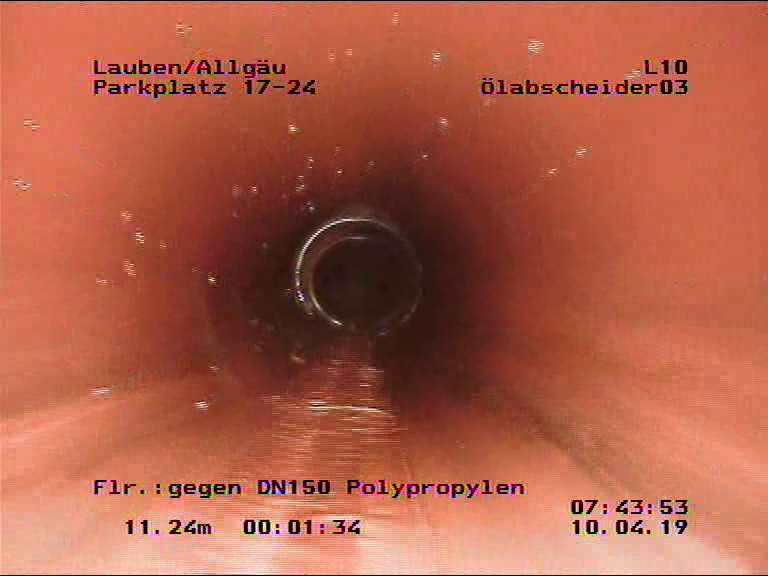 Lauben/Allgäu L10
Parkplatz 17-24 Ölabscheider03
Flr.:gegen DN150 Polypropylen
07:43:53
11.24m 00:01:34 10.04.19